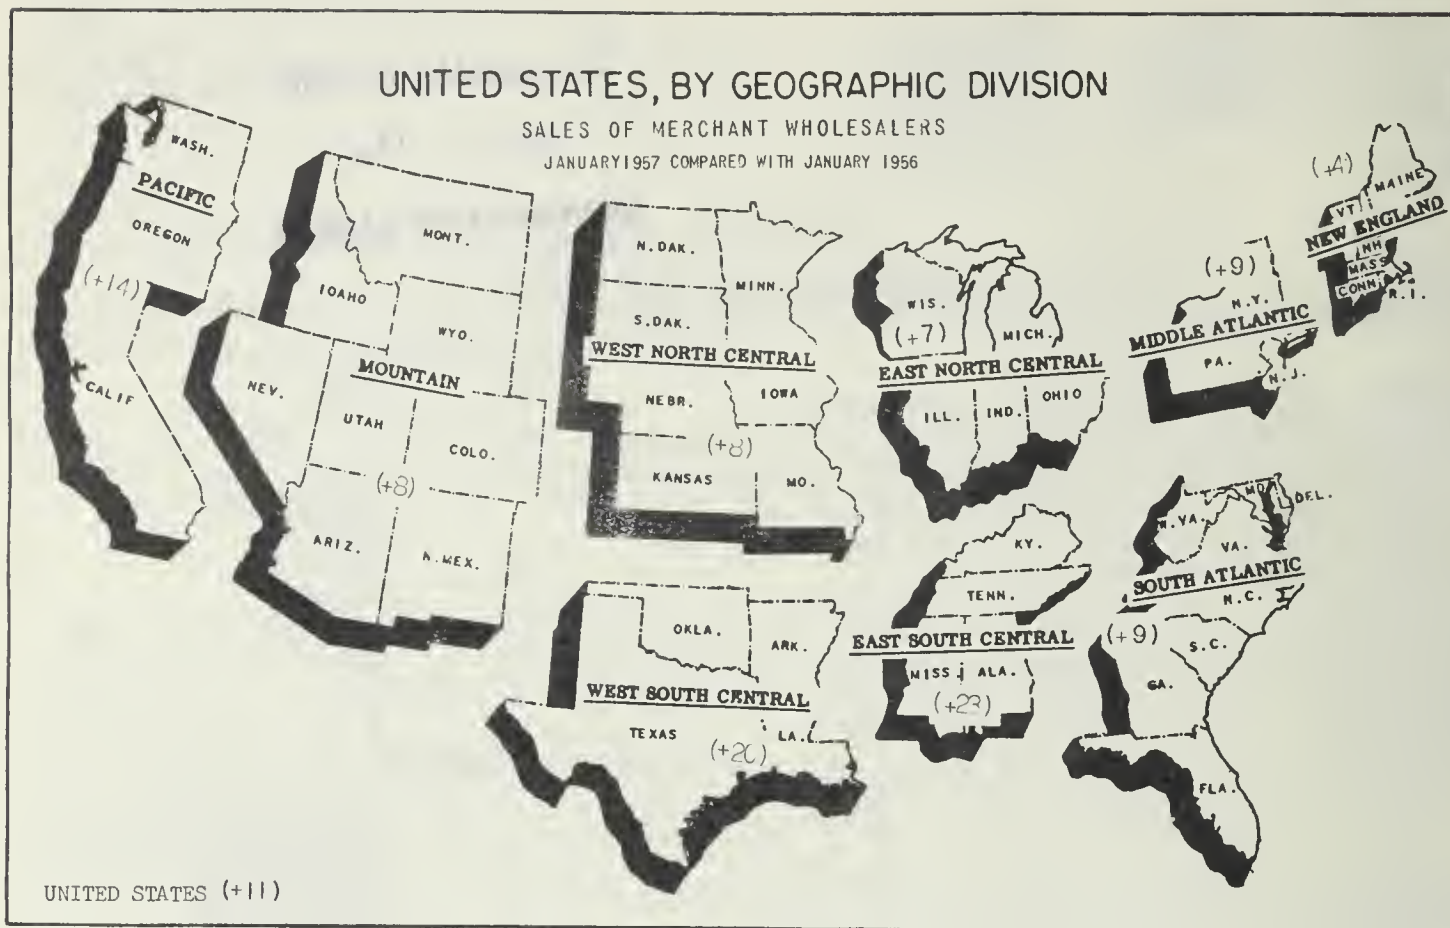 UNITED STATES, BY GEOGRAPHIC DIVISION
SALES OF MERCHANT WHOLESALERS
JANUARY 1957 COMPARED WITH JANUARY 1956
WASH.
PACIFIC
OREGON
(+14)
CALIF
MONT.
IOAHO
WYO.
MOUNTAIN
NEV.
UTAH
COLO.
(+8)
ARIZ.
N.MEX.
N.DAK.
MINN.
S.DAK.
WEST NORTH CENTRAL
NEBR.
IOWA
(+8)
KANSAS
MO.
WIS.
(+7)
MICH.
EAST NORTH CENTRAL
ILL.
IND.
OHIO
(+9)
N.Y.
MIDDLE ATLANTIC
PA.
N.J.
(+4)
MAINE
VT
NEW ENGLAND
NH
MASS
CONN
R.I.
OKLA.
ARK.
WEST SOUTH CENTRAL
TEXAS
LA.
(+20)
KY.
TENN.
EAST SOUTH CENTRAL
MISS.
ALA.
(+23)
MD
DEL.
W.VA.
VA.
SOUTH ATLANTIC
N.C.
(+9)
S.C.
GA.
FLA.
UNITED STATES (+11)